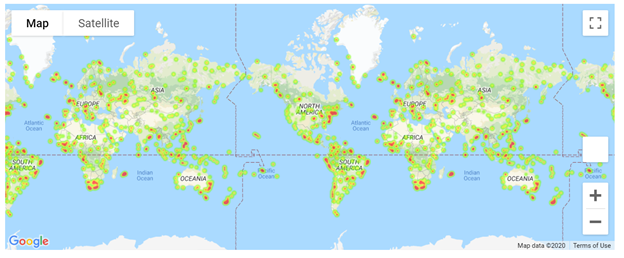 Map Satellite
ASIA
EUROPE
NORTH
AMERICA
ASIA
EUROPE
Atlantic
Ocean
Atlantic
Ocean
AFRICA
AFRICA
SOUTH
AMERICA
SOUTH
AMERICA
Indian
Ocean
Pacific
Ocean
Indian
Ocean
Pacific
Ocean
OCEANIA
OCEANIA
Google
Map data ©2020 Terms of Use